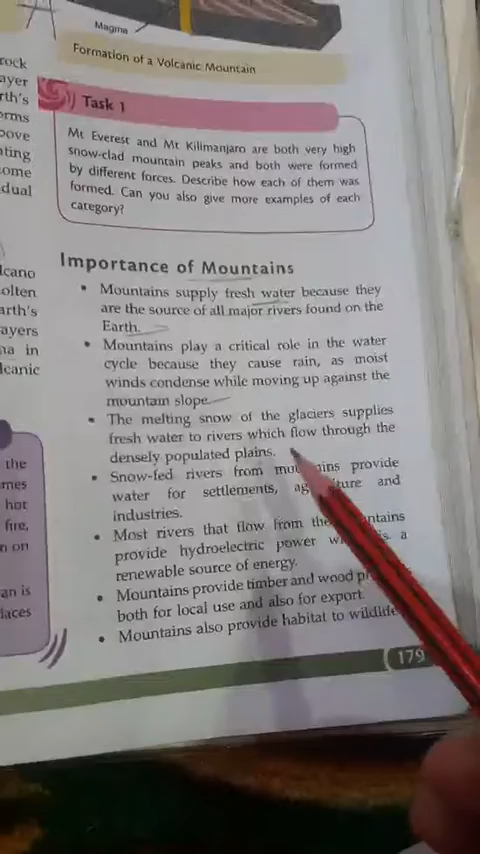 Magma
Formation of a Volcanic Mountain
rock
ayer
rth's
orms
bove
ating
ome
dual
Task 1
Mt Everest and Mt Kilimanjaro are both very high
snow-clad mountain peaks and both were formed
by different forces. Describe how each of them was
formed. Can you also give more examples of each
category?
lcano
olten
arth's
ayers
na in
lcanic
Importance of Mountains
• Mountains supply fresh water because they
are the source of all major rivers found on the
Earth.
• Mountains play a critical role in the water
cycle because they cause rain, as moist
winds condense while moving up against the
mountain slope.
• The melting snow of the glaciers supplies
fresh water to rivers which flow through the
densely populated plains.
• Snow-fed rivers from mountains provide
water for settlements, agriculture and
industries.
• Most rivers that flow from the mountains
provide hydroelectric power a
renewable source of energy.
• Mountains provide timber and wood
both for local use and also for export.
• Mountains also provide habitat to wildlife
the
mes
hot
fire,
n on
an is
laces
179